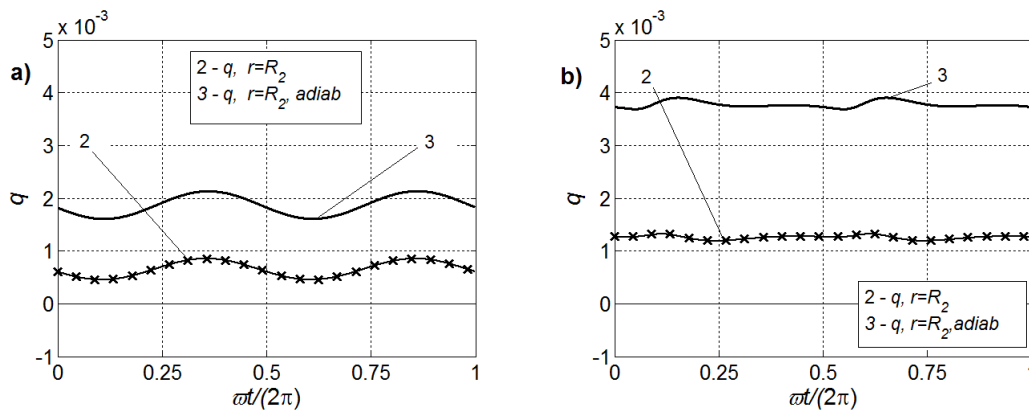 x 10⁻³
5
a)
2 - q, r=R₂
3 - q, r=R₂, adiab
4
3
2
3
q
2
1
0
-1
0
0.25
0.5
0.75
1
ϖt/(2π)
x 10⁻³
5
b)
2
3
4
3
q
2
1
2 - q, r=R₂
3 - q, r=R₂,adiab
0
-1
0
0.25
0.5
0.75
1
ϖt/(2π)